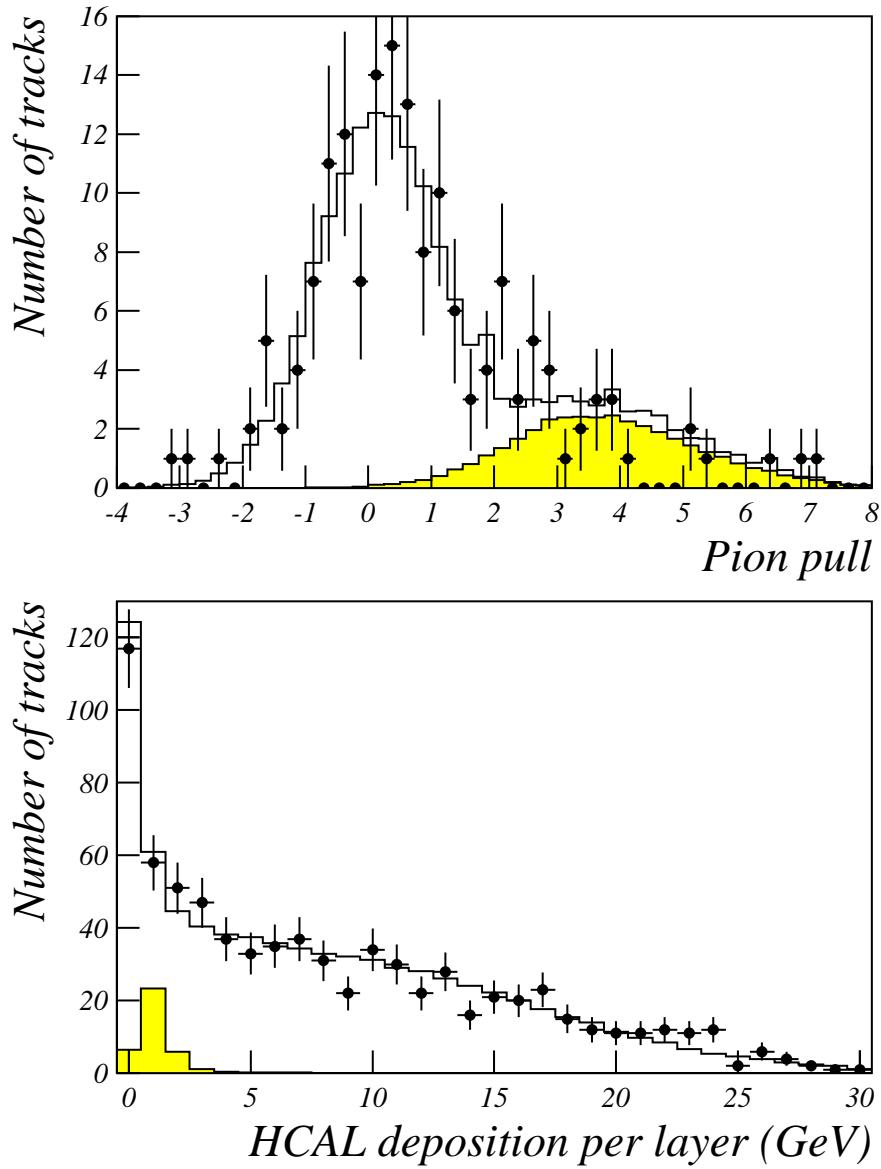 Number of tracks
16
14
12
10
8
6
4
2
0
-4 -3 -2 -1 0 1 2 3 4 5 6 7 8
Pion pull
Number of tracks
120
100
80
60
40
20
0
0 5 10 15 20 25 30
HCAL deposition per layer (GeV)